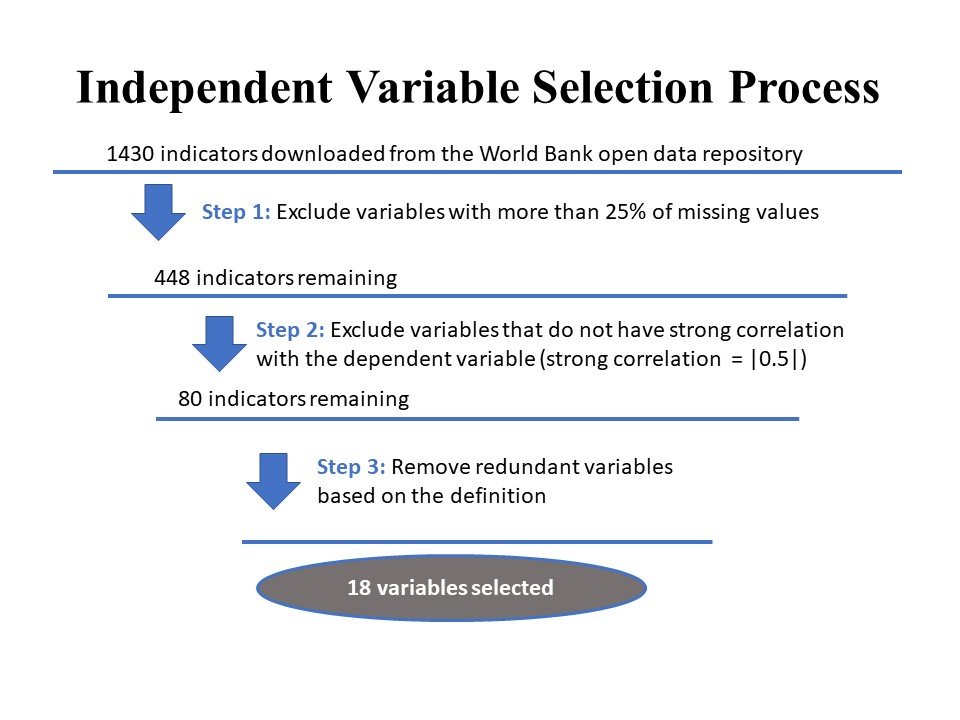 Independent Variable Selection Process
1430 indicators downloaded from the World Bank open data repository
Step 1: Exclude variables with more than 25% of missing values
448 indicators remaining
Step 2: Exclude variables that do not have strong correlation
with the dependent variable (strong correlation = |0.5|)
80 indicators remaining
Step 3: Remove redundant variables
based on the definition
18 variables selected